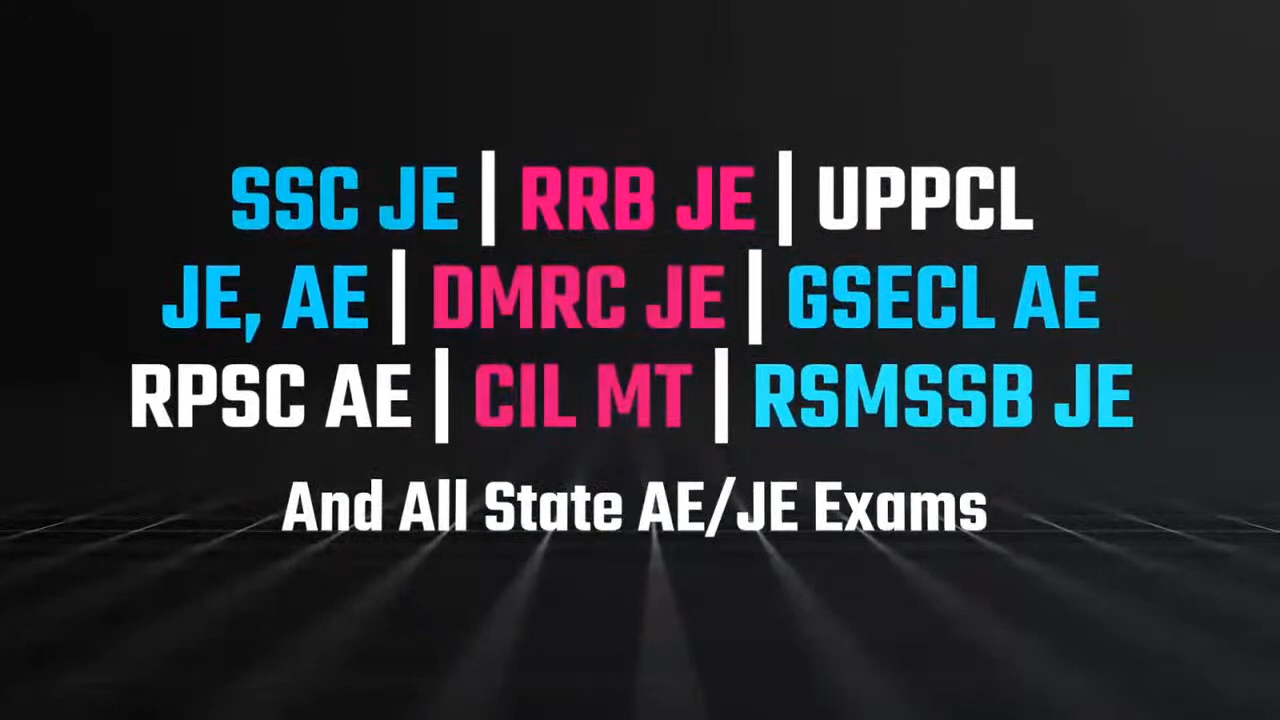 SSC JE | RRB JE | UPPCL
JE, AE | DMRC JE | GSECL AE
RPSC AE | CIL MT | RSMSSB JE
And All State AE/JE Exams